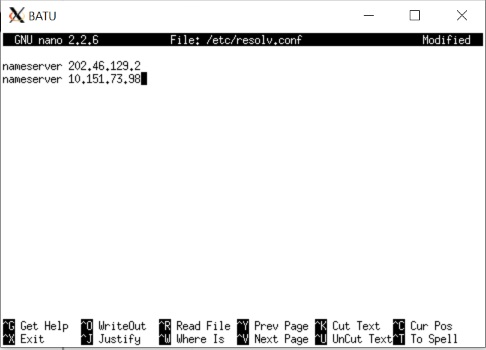 BATU
GNU nano 2.2.6 File: /etc/resolv.conf Modified
nameserver 202.46.129.2
nameserver 10.151.73.98
^G Get Help ^O WriteOut ^R Read File ^Y Prev Page ^K Cut Text ^C Cur Pos
^X Exit ^J Justify ^W Where Is ^V Next Page ^U UnCut Text ^T To Spell